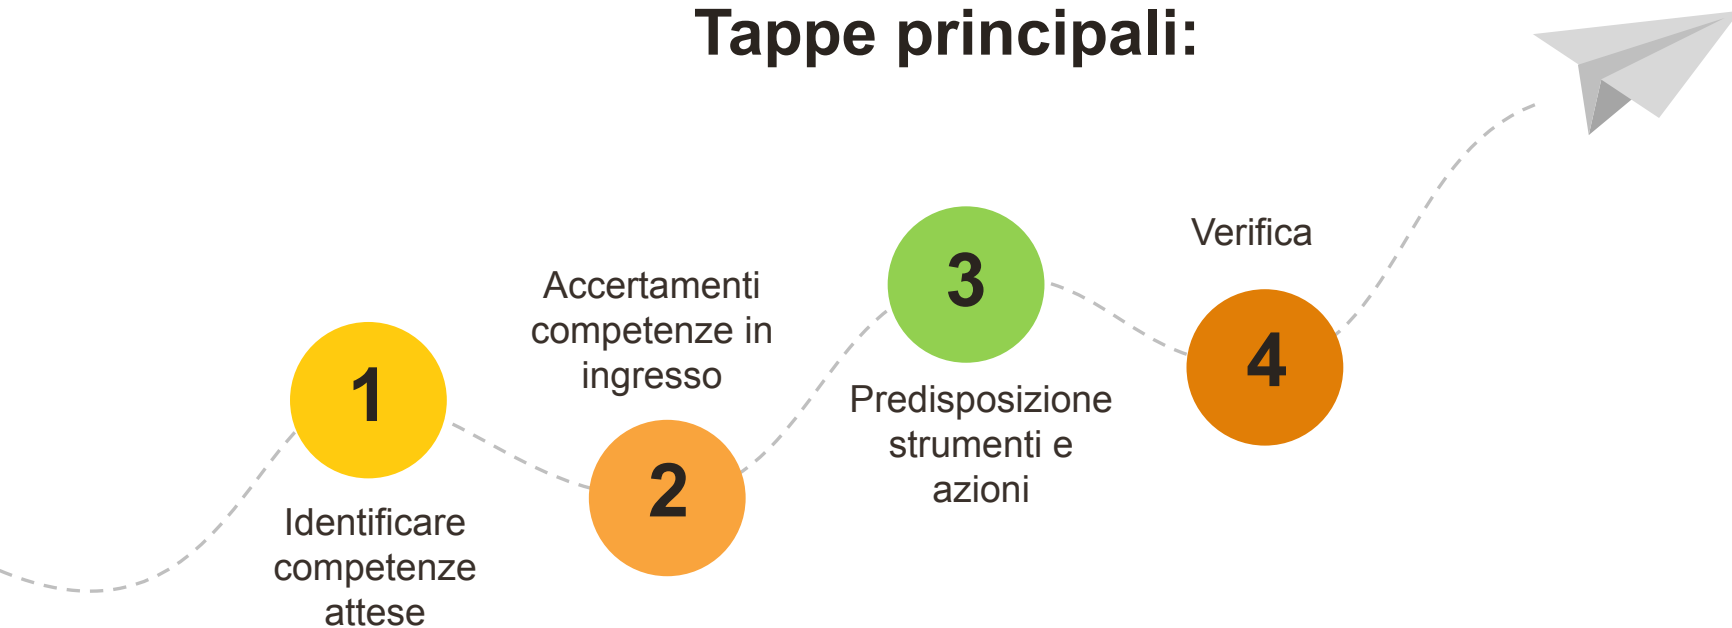 Tappe principali:
1
Identificare
competenze
attese
Accertamenti
competenze in
ingresso
2
3
Predisposizione
strumenti e
azioni
Verifica
4